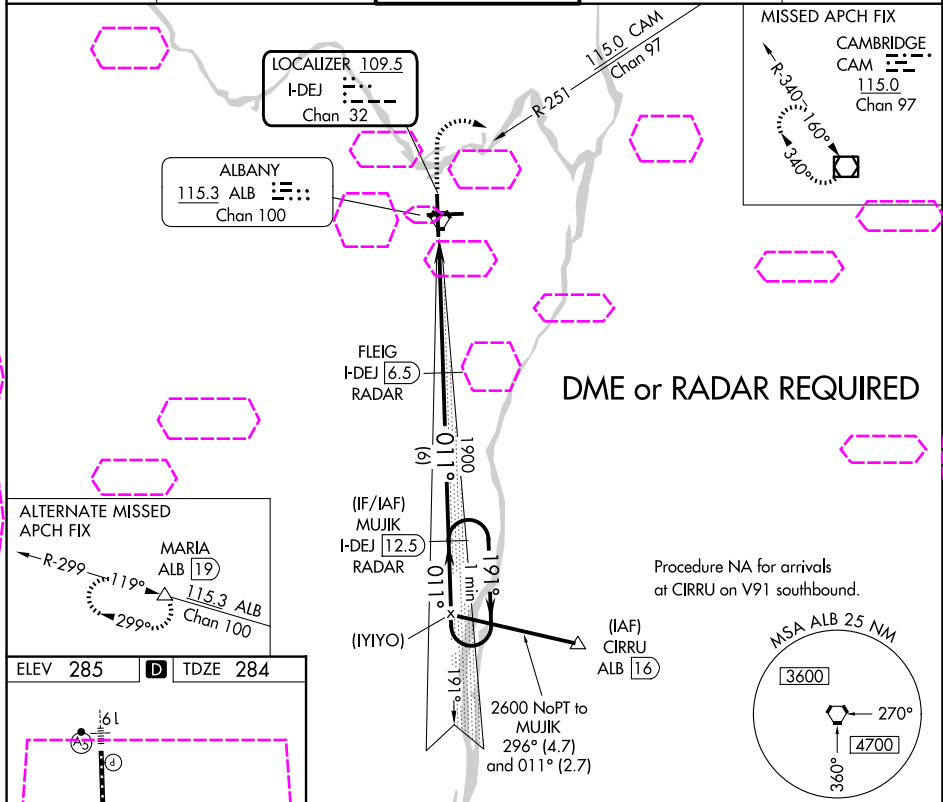 MISSED APCH FIX
CAMBRIDGE
CAM
115.0
Chan 97
R-340
160°
340°
LOCALIZER 109.5
I-DEJ
Chan 32
115.0 CAM
Chan 97
R-251
ALBANY
115.3 ALB
Chan 100
FLEIG
I-DEJ 6.5
RADAR
DME or RADAR REQUIRED
011°
(6)
1900
ALTERNATE MISSED
APCH FIX
MARIA
ALB 19
R-299
119°
115.3 ALB
Chan 100
299°
(IF/IAF)
MUJIK
I-DEJ 12.5
RADAR
011°
1 min
191°
(IYIYO)
191°
(IAF)
CIRRU
ALB 16
2600 NoPT to
MUJIK
296° (4.7)
and 011° (2.7)
Procedure NA for arrivals
at CIRRU on V91 southbound.
MSA ALB 25 NM
3600
270°
4700
360°
ELEV 285 D TDZE 284
19
A5
P